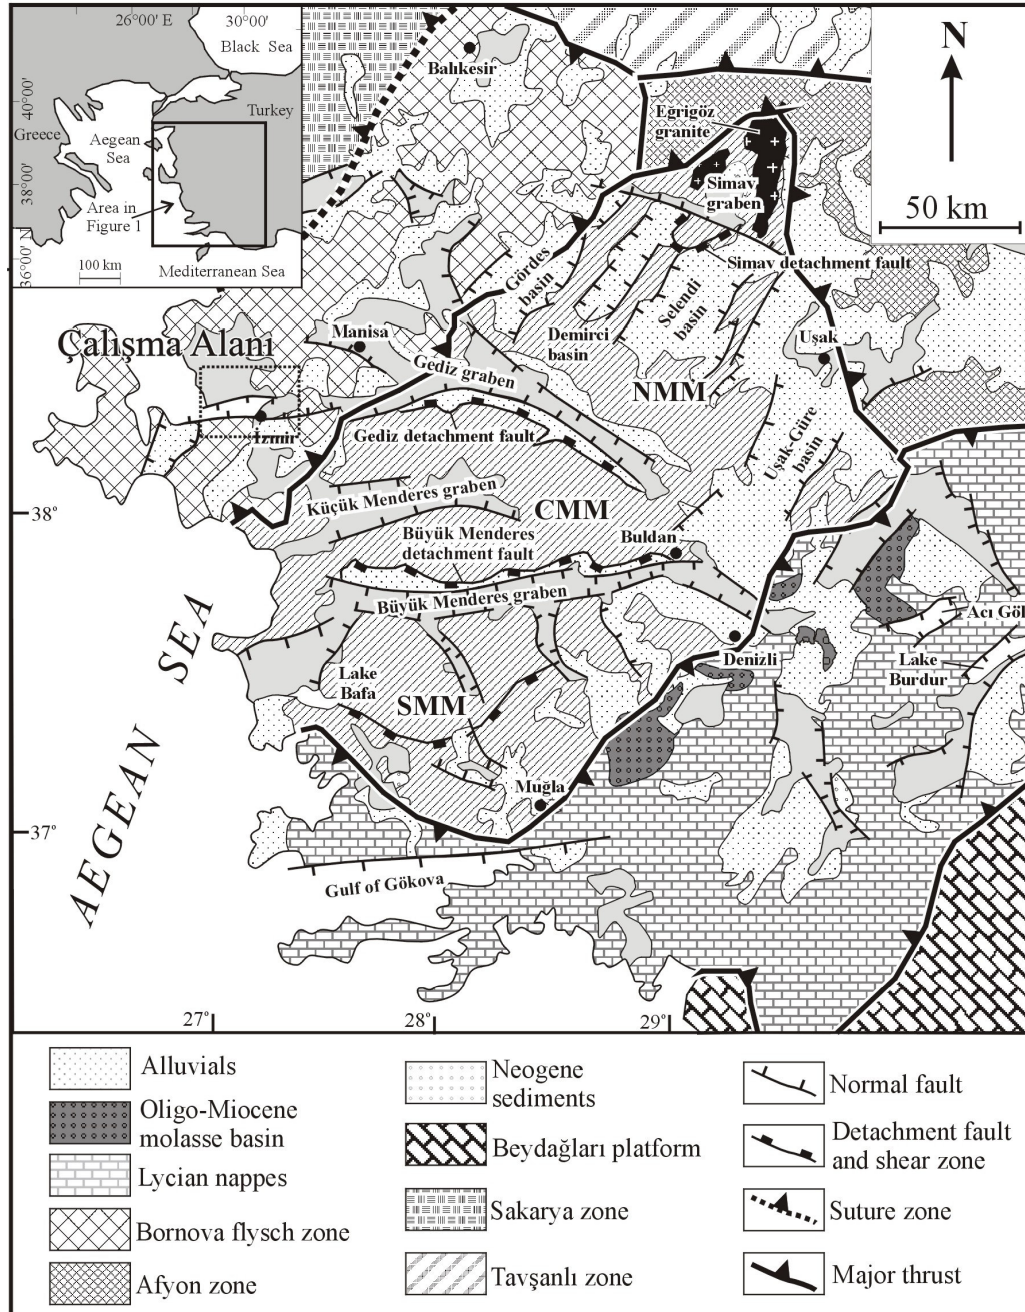 26°00' E
30°00'
Black Sea
40°00'
Turkey
Greece
Aegean
Sea
38°00'
Area in
Figure 1
36°00' N
100 km
Mediterranean Sea
Balıkesir
N
Eğrigöz
granite
Simav
graben
50 km
Simav detachment fault
Gördes
basin
Selendi
basin
Demirci
basin
Uşak
Manisa
Çalışma Alanı
Gediz graben
NMM
İzmir
Gediz detachment fault
Uşak-Güre
basin
Küçük Menderes graben
38°
CMM
Büyük Menderes
detachment fault
Buldan
Büyük Menderes graben
Acı Göl
Denizli
Lake
Burdur
Lake
Bafa
SMM
Muğla
37°
Gulf of Gökova
AEGEAN SEA
27°
28°
29°
Alluvials
Oligo-Miocene
molasse basin
Lycian nappes
Bornova flysch zone
Afyon zone
Neogene
sediments
Beydağları platform
Sakarya zone
Tavşanlı zone
Normal fault
Detachment fault
and shear zone
Suture zone
Major thrust